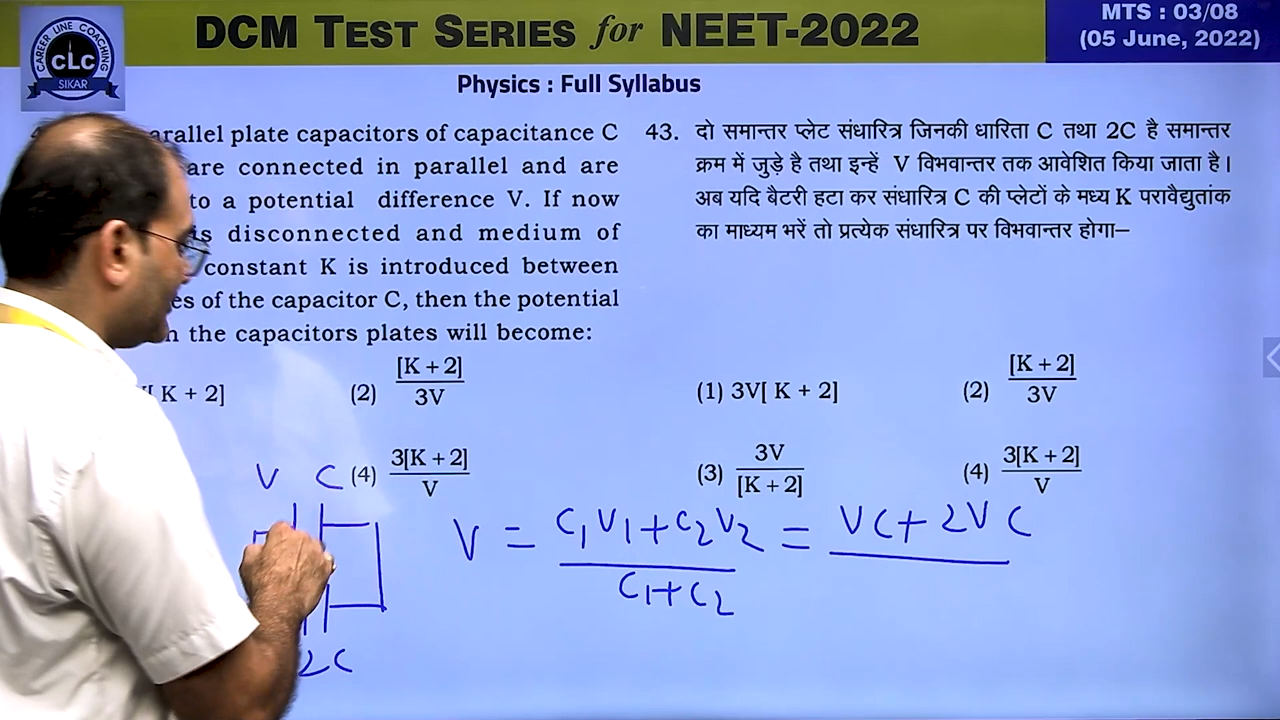 CAREER LINE COACHING
CLC
SIKAR
DCM TEST SERIES for NEET-2022
MTS : 03/08
(05 June, 2022)
Physics : Full Syllabus
parallel plate capacitors of capacitance C
are connected in parallel and are
to a potential difference V. If now
is disconnected and medium of
constant K is introduced between
of the capacitor C, then the potential
the capacitors plates will become:
[K + 2]
(2) [K + 2]
3V
(4) 3[K + 2]
V
43. दो समान्तर प्लेट संधारित्र जिनकी धारिता C तथा 2C है समान्तर
क्रम में जुड़े है तथा इन्हें V विभवान्तर तक आवेशित किया जाता है।
अब यदि बैटरी हटा कर संधारित्र C की प्लेटों के मध्य K परावैद्युतांक
का माध्यम भरें तो प्रत्येक संधारित्र पर विभवान्तर होगा–
(1) 3V[ K + 2]
(2) [K + 2]
3V
(3) 3V
[K + 2]
(4) 3[K + 2]
V
V C
2C
V = C₁V₁+C₂V₂ = VC+2VC
C₁+C₂